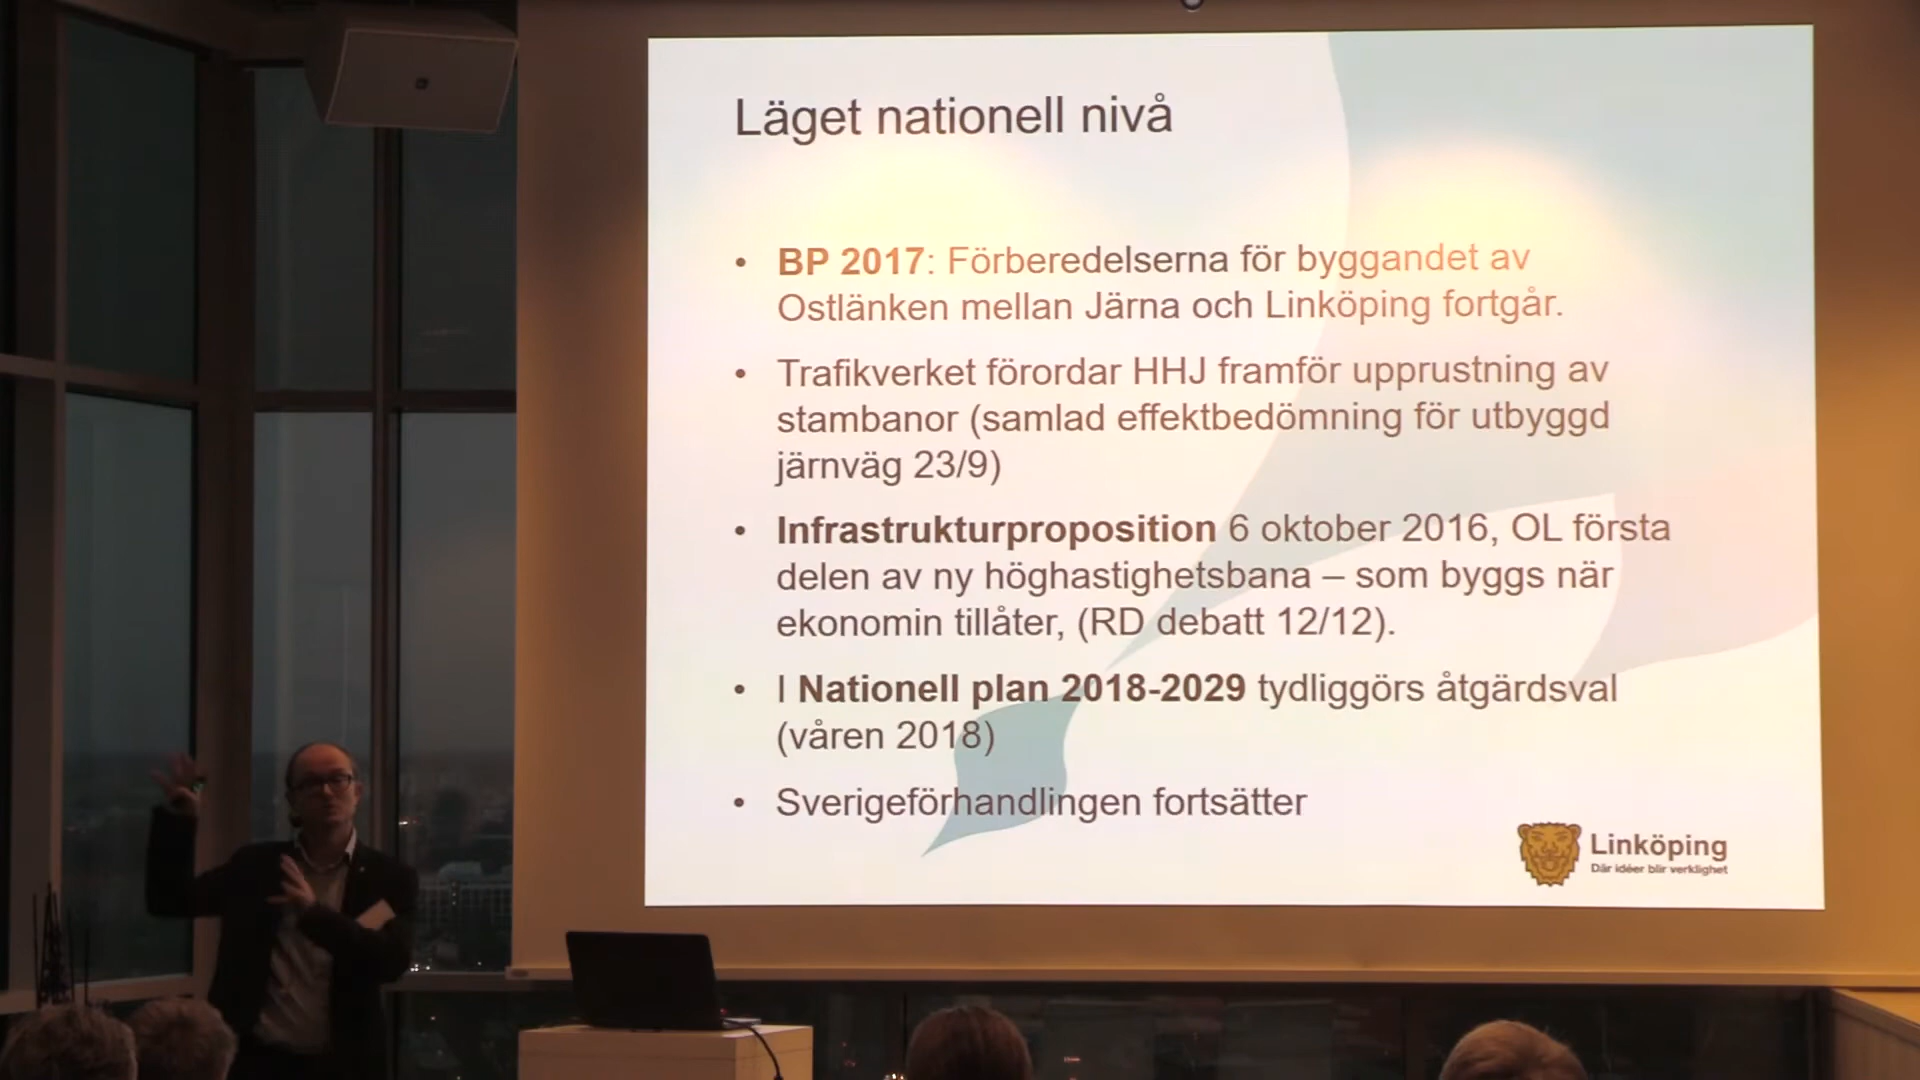 Läget nationell nivå
• BP 2017: Förberedelserna för byggandet av
Ostlänken mellan Järna och Linköping fortgår.
• Trafikverket förordar HHJ framför upprustning av
stambanor (samlad effektbedömning för utbyggd
järnväg 23/9)
• Infrastrukturproposition 6 oktober 2016, OL första
delen av ny höghastighetsbana – som byggs när
ekonomin tillåter, (RD debatt 12/12).
• I Nationell plan 2018-2029 tydliggörs åtgärdsval
(våren 2018)
• Sverigeförhandlingen fortsätter
Linköping
Där idéer blir verklighet